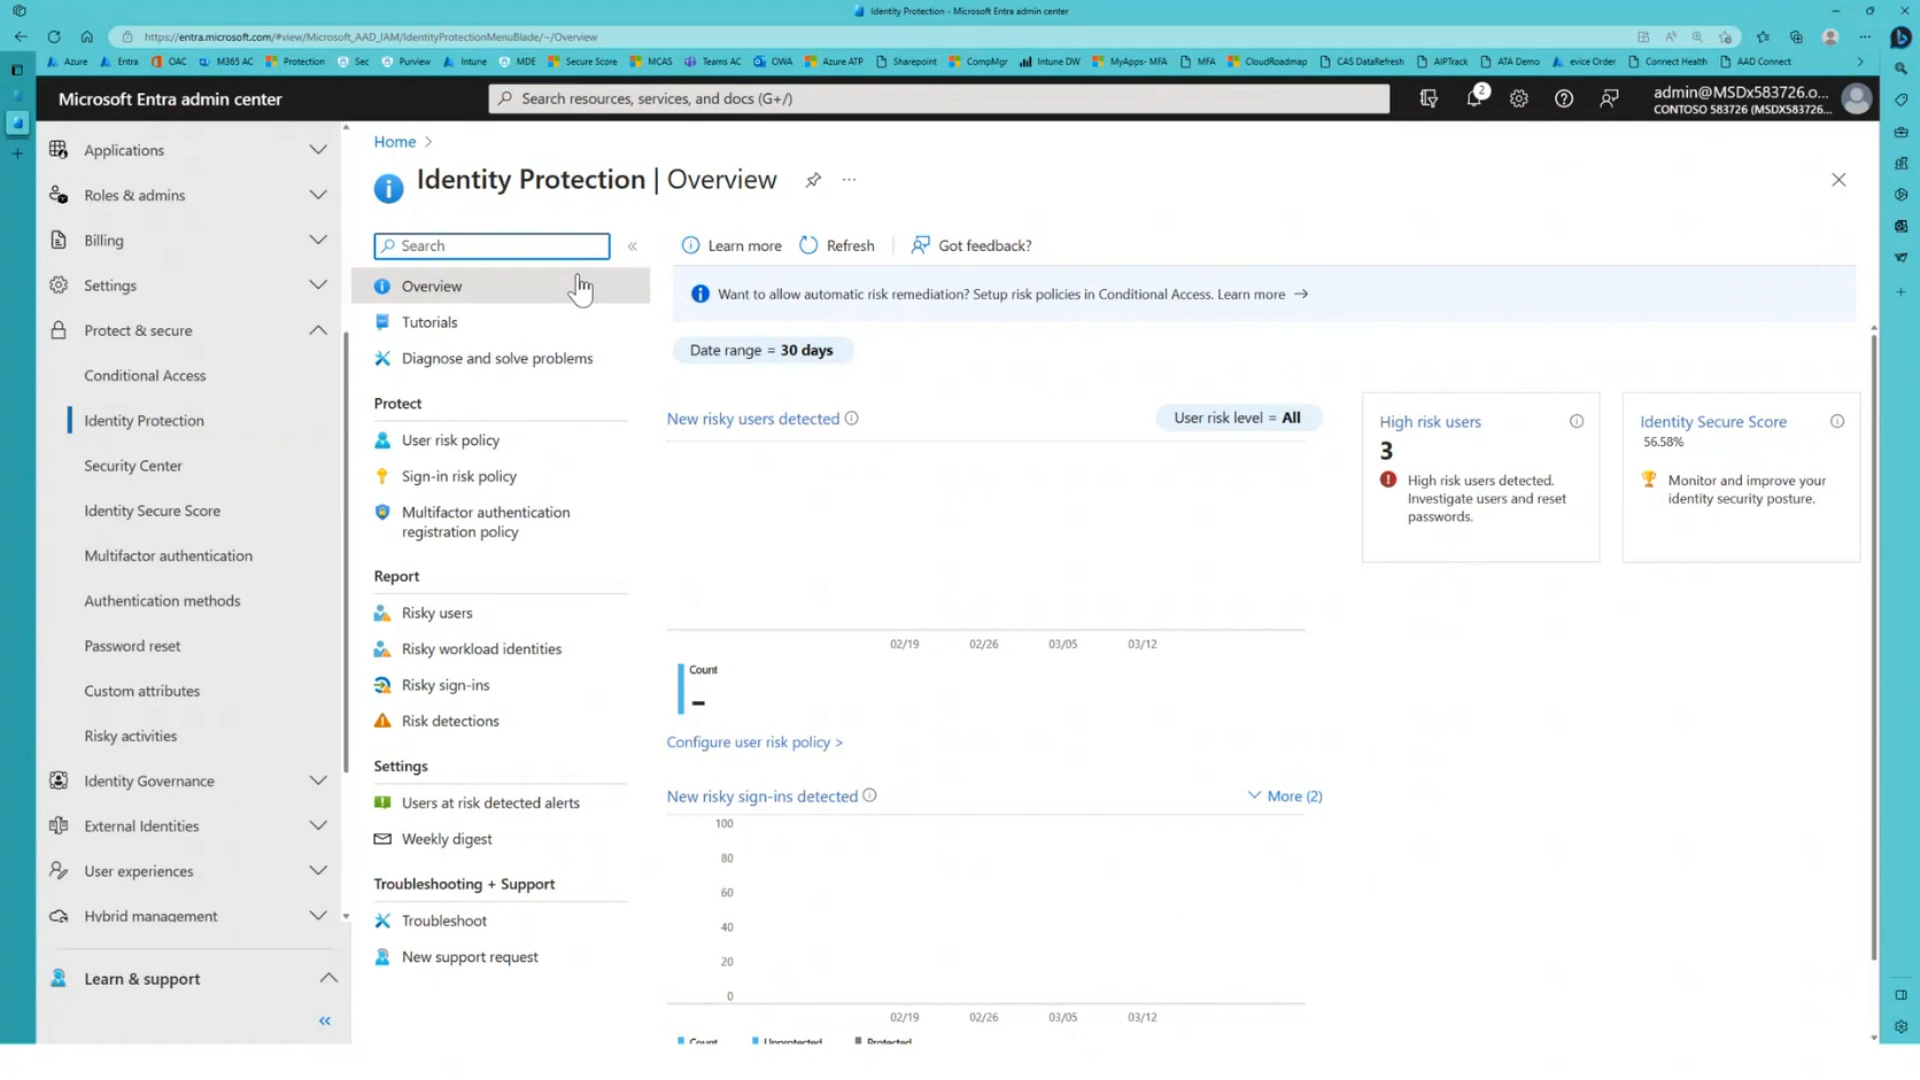 Identity Protection - Microsoft Entra admin center
https://entra.microsoft.com/#view/Microsoft_AAD_IAM/IdentityProtectionMenuBlade/~/Overview
Azure Entra OAC M365 AC Protection Sec Purview Intune MDE Secure Score MCAS Teams AC OWA Azure ATP Sharepoint CompMgr Intune DW MyApps- MFA MFA CloudRoadmap CAS DataRefresh AIPTrack ATA Demo evice Order Connect Health AAD Connect
Microsoft Entra admin center
Search resources, services, and docs (G+/)
2
admin@MSDx583726.o...
CONTOSO 583726 (MSDX583726...
Applications
Roles & admins
Billing
Settings
Protect & secure
Conditional Access
Identity Protection
Security Center
Identity Secure Score
Multifactor authentication
Authentication methods
Password reset
Custom attributes
Risky activities
Identity Governance
External Identities
User experiences
Hybrid management
Learn & support
Home
Identity Protection | Overview
Search
Overview
Tutorials
Diagnose and solve problems
Protect
User risk policy
Sign-in risk policy
Multifactor authentication
registration policy
Report
Risky users
Risky workload identities
Risky sign-ins
Risk detections
Settings
Users at risk detected alerts
Weekly digest
Troubleshooting + Support
Troubleshoot
New support request
Learn more Refresh Got feedback?
Want to allow automatic risk remediation? Setup risk policies in Conditional Access. Learn more →
Date range = 30 days
New risky users detected
User risk level = All
02/19 02/26 03/05 03/12
Count
–
Configure user risk policy >
New risky sign-ins detected
More (2)
100
80
60
40
20
0
02/19 02/26 03/05 03/12
Count Unprotected Protected
High risk users
3
High risk users detected.
Investigate users and reset
passwords.
Identity Secure Score
56.58%
Monitor and improve your
identity security posture.